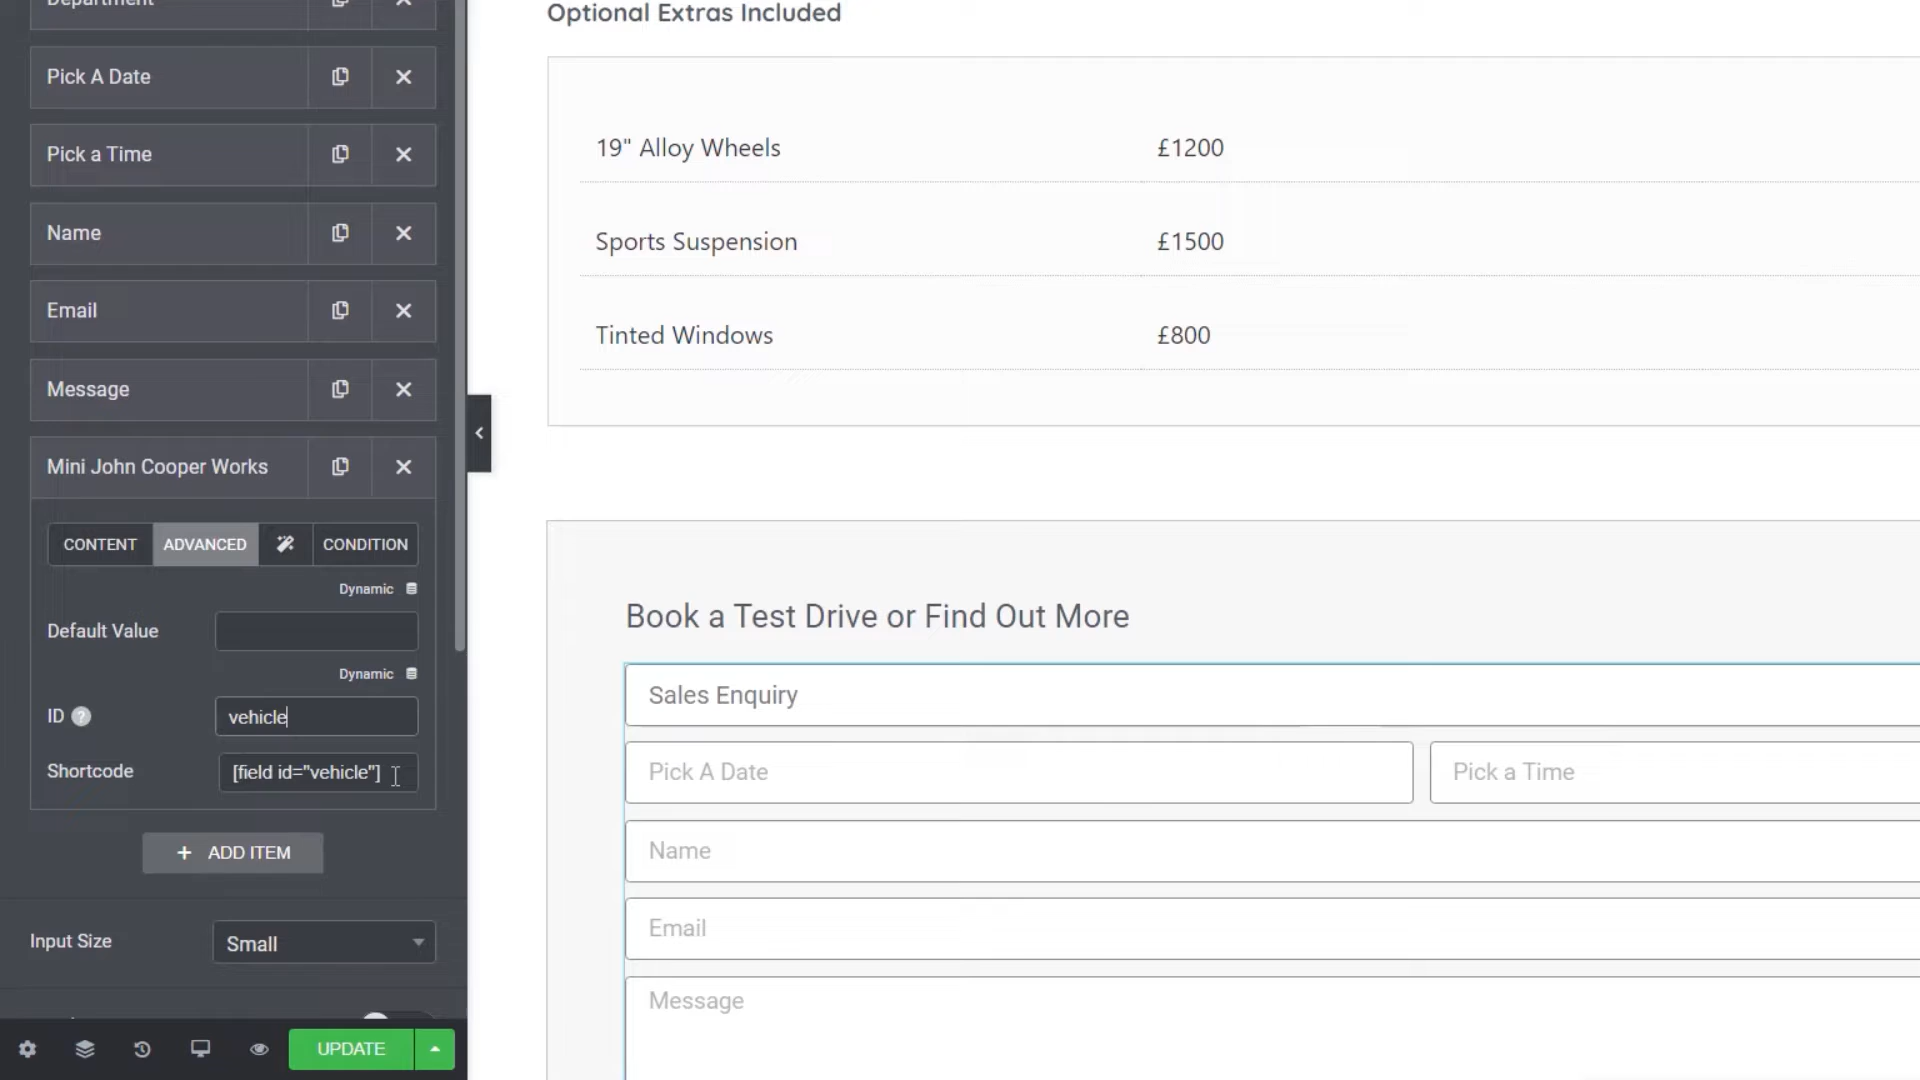 Department
Pick A Date
Pick a Time
Name
Email
Message
Mini John Cooper Works
CONTENT
ADVANCED
CONDITION
Dynamic
Default Value
Dynamic
ID ?
vehicle
Shortcode
[field id="vehicle"]
+ ADD ITEM
Input Size
Small
UPDATE
Optional Extras Included
19" Alloy Wheels £1200
Sports Suspension £1500
Tinted Windows £800
Book a Test Drive or Find Out More
Sales Enquiry
Pick A Date
Pick a Time
Name
Email
Message